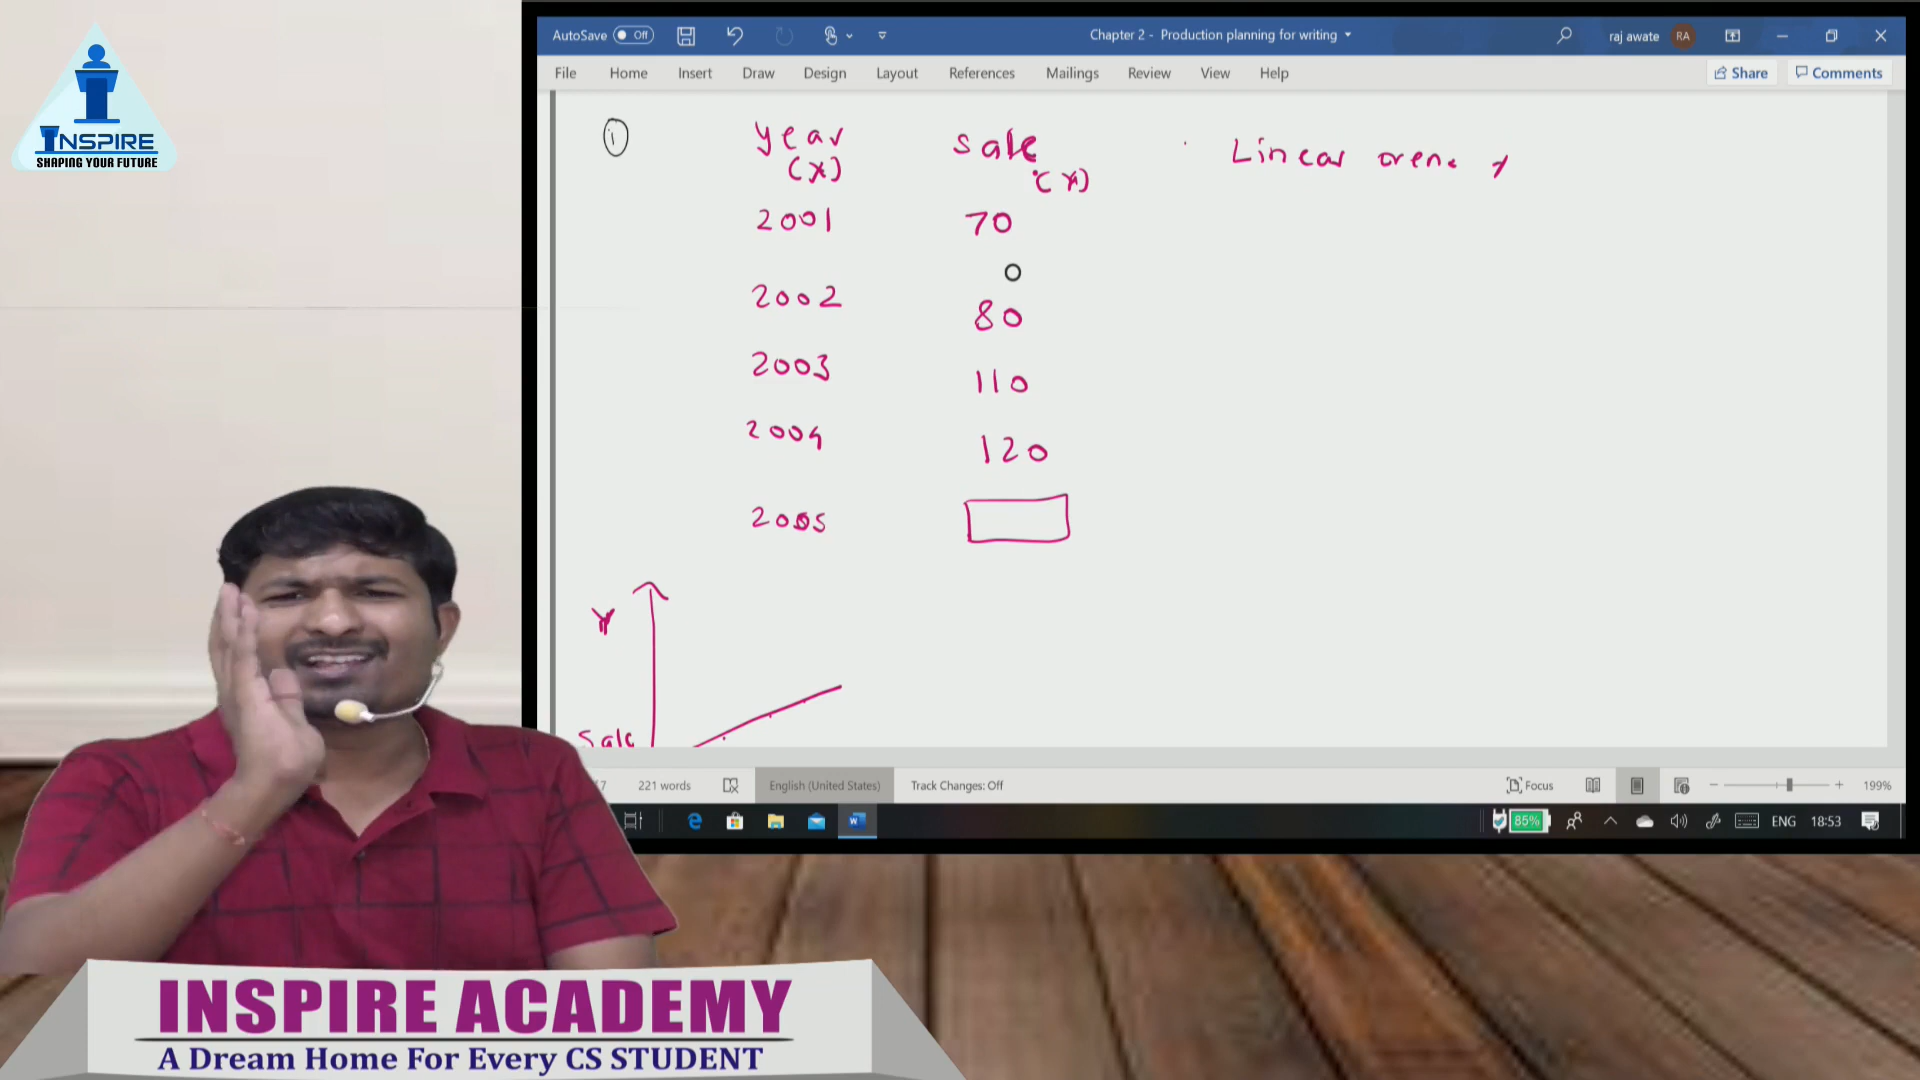 INSPIRE
SHAPING YOUR FUTURE
AutoSave Off
Chapter 2 - Production planning for writing
raj awate RA
File Home Insert Draw Design Layout References Mailings Review View Help
Share Comments
i year sale Linear
(X) (Y)
2001 70
2002 80
2003 110
2004 120
2005
Y
Sale
7 221 words English (United States) Track Changes: Off Focus 199%
85% ENG 18:53
INSPIRE ACADEMY
A Dream Home For Every CS STUDENT